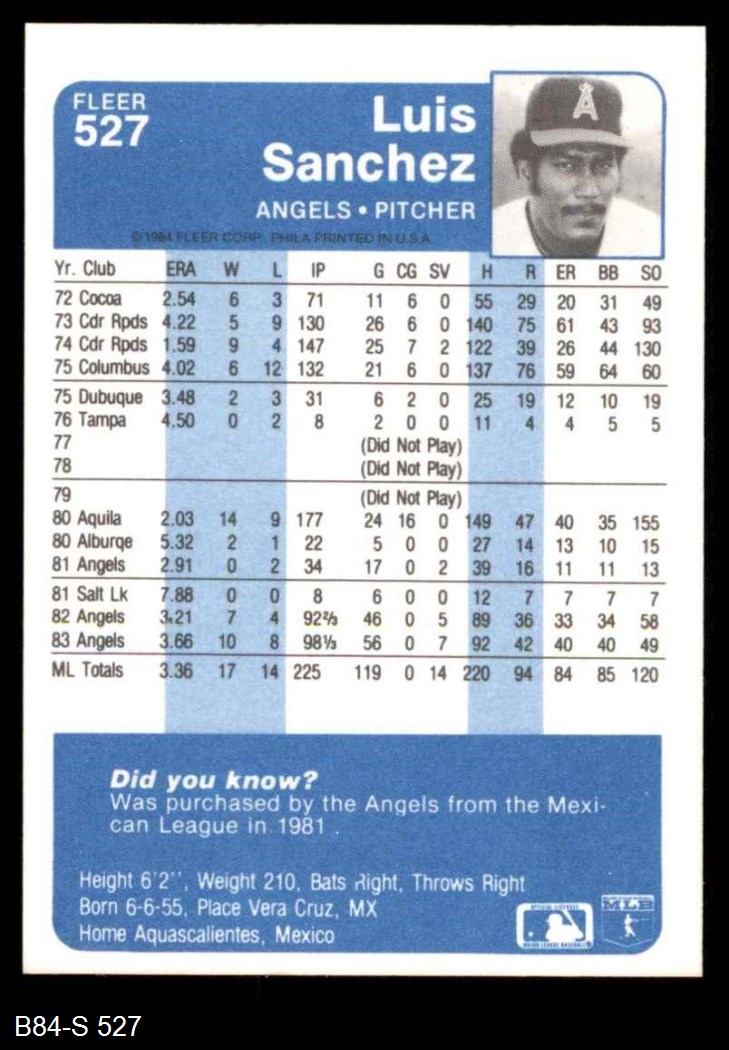 FLEER
527
Luis
Sanchez
ANGELS • PITCHER
© 1984 FLEER CORP. PHILA PRINTED IN U.S.A.
A
Yr. Club ERA W L IP G CG SV H R ER BB SO
72 Cocoa 2.54 6 3 71 11 6 0 55 29 20 31 49
73 Cdr Rpds 4.22 5 9 130 26 6 0 140 75 61 43 93
74 Cdr Rpds 1.59 9 4 147 25 7 2 122 39 26 44 130
75 Columbus 4.02 6 12 132 21 6 0 137 76 59 64 60
75 Dubuque 3.48 2 3 31 6 2 0 25 19 12 10 19
76 Tampa 4.50 0 2 8 2 0 0 11 4 4 5 5
77 (Did Not Play)
78 (Did Not Play)
79 (Did Not Play)
80 Aquila 2.03 14 9 177 24 16 0 149 47 40 35 155
80 Alburqe 5.32 2 1 22 5 0 0 27 14 13 10 15
81 Angels 2.91 0 2 34 17 0 2 39 16 11 11 13
81 Salt Lk 7.88 0 0 8 6 0 0 12 7 7 7 7
82 Angels 3.21 7 4 92⅔ 46 0 5 89 36 33 34 58
83 Angels 3.66 10 8 98⅓ 56 0 7 92 42 40 40 49
ML Totals 3.36 17 14 225 119 0 14 220 94 84 85 120
Did you know?
Was purchased by the Angels from the Mexi-
can League in 1981 .
Height 6'2'', Weight 210, Bats Right, Throws Right
Born 6-6-55, Place Vera Cruz, MX
Home Aquascalientes, Mexico
MAJOR LEAGUE BASEBALL
B84-S 527